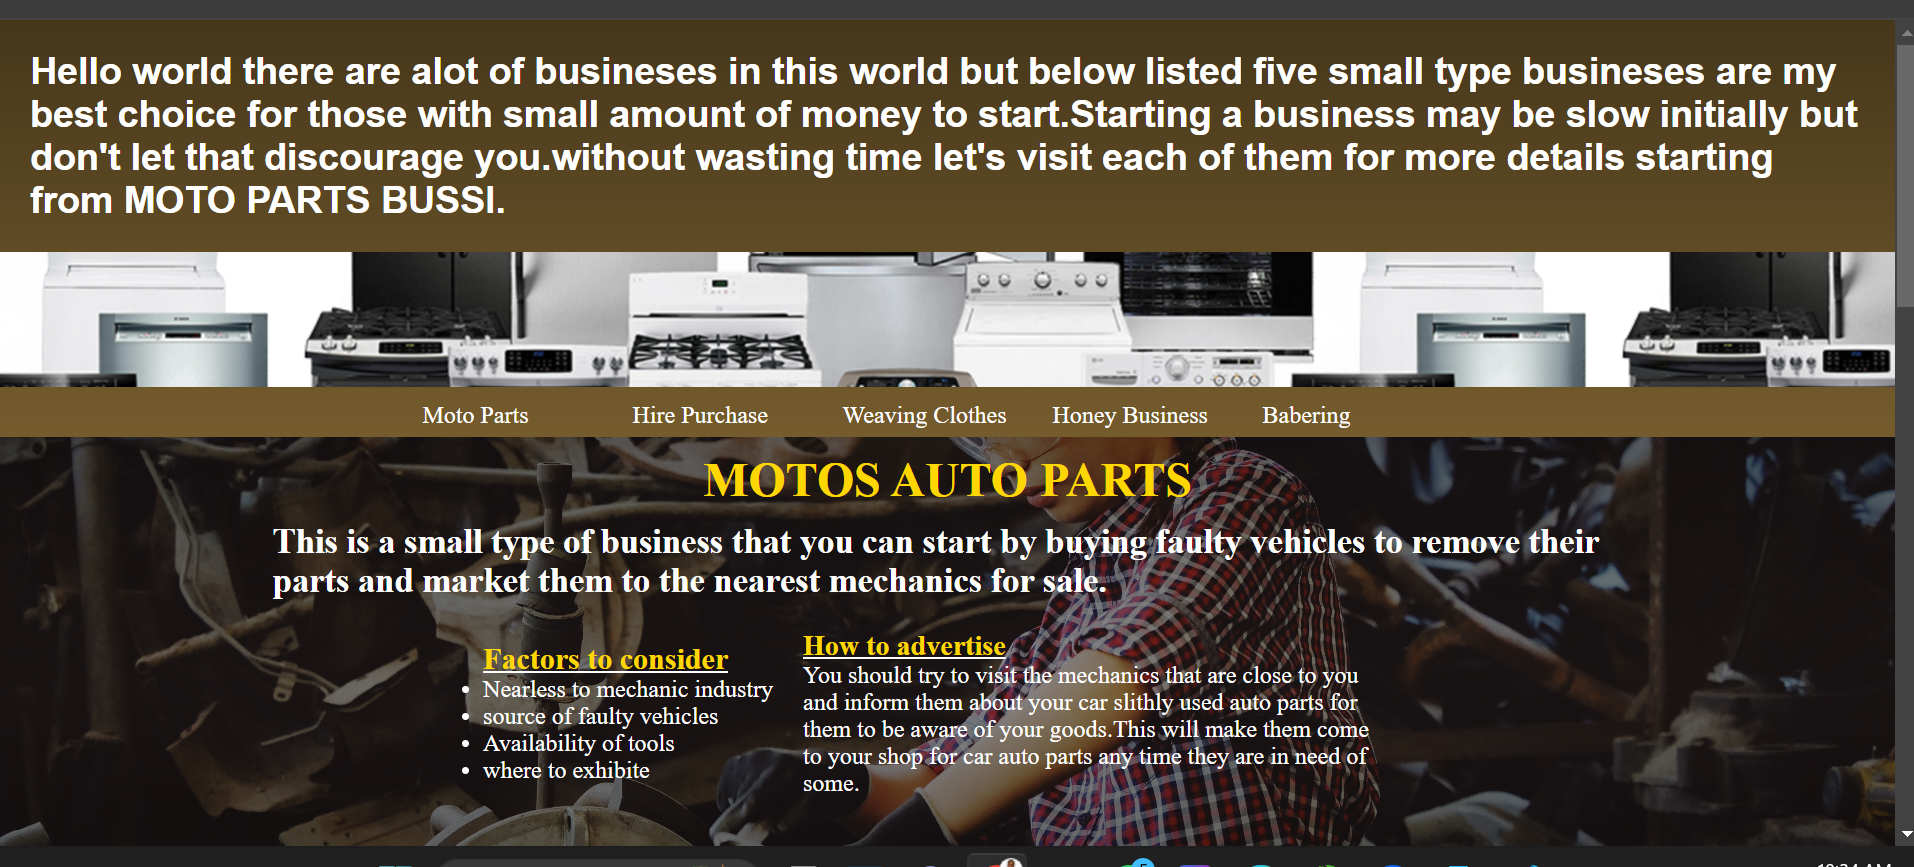 Hello world there are alot of busineses in this world but below listed five small type busineses are my
best choice for those with small amount of money to start.Starting a business may be slow initially but
don't let that discourage you.without wasting time let's visit each of them for more details starting
from MOTO PARTS BUSSI.
Moto Parts Hire Purchase Weaving Clothes Honey Business Babering
MOTOS AUTO PARTS
This is a small type of business that you can start by buying faulty vehicles to remove their
parts and market them to the nearest mechanics for sale.
Factors to consider
Nearless to mechanic industry
source of faulty vehicles
Availability of tools
where to exhibite
How to advertise
You should try to visit the mechanics that are close to you
and inform them about your car slithly used auto parts for
them to be aware of your goods.This will make them come
to your shop for car auto parts any time they are in need of
some.